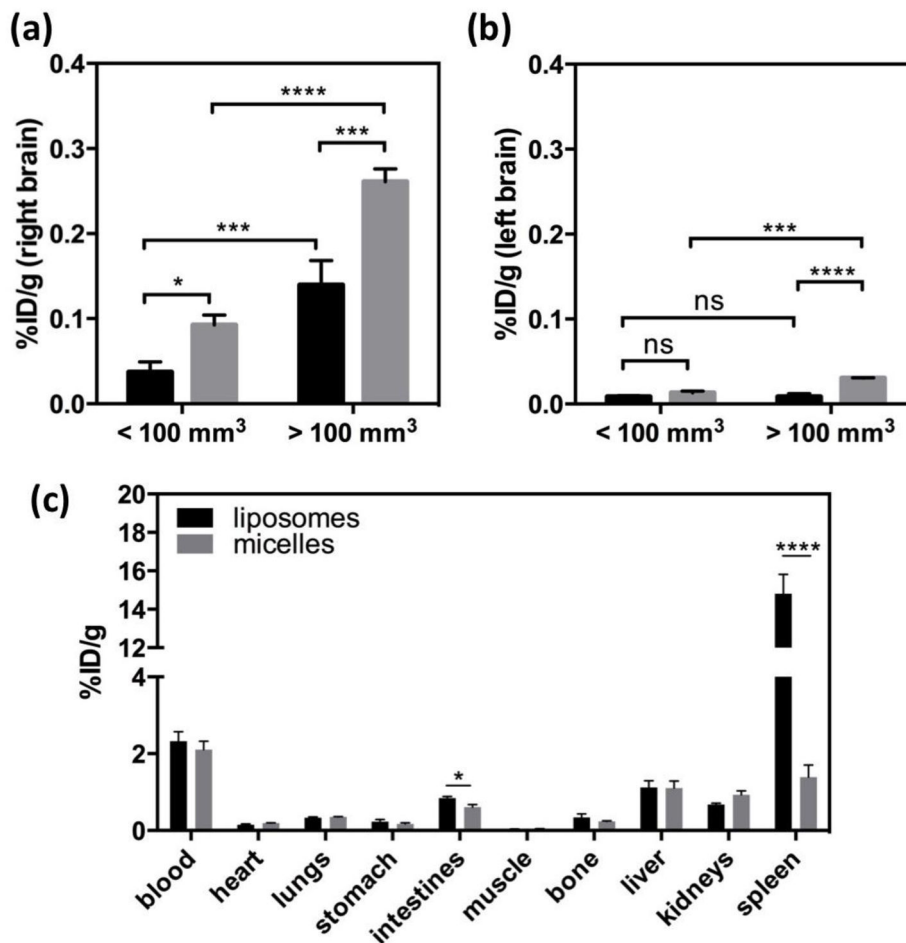 (a)
%ID/g (right brain)
0.4
0.3
0.2
0.1
0.0
****
***
***
*
< 100 mm³
> 100 mm³
(b)
%ID/g (left brain)
0.4
0.3
0.2
0.1
0.0
***
****
ns
ns
< 100 mm³
> 100 mm³
(c)
%ID/g
20
18
16
14
12
4
2
0
liposomes
micelles
****
*
blood
heart
lungs
stomach
intestines
muscle
bone
liver
kidneys
spleen